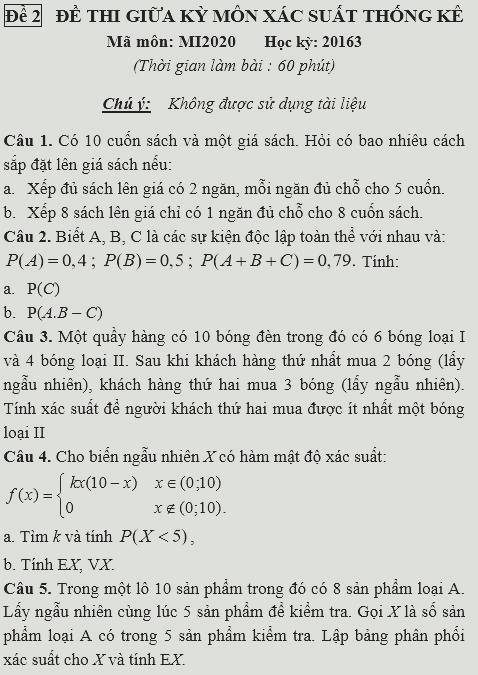 Đề 2 ĐỀ THI GIỮA KỲ MÔN XÁC SUẤT THỐNG KÊ
Mã môn: MI2020 Học kỳ: 20163
(Thời gian làm bài : 60 phút)
Chú ý: Không được sử dụng tài liệu
Câu 1. Có 10 cuốn sách và một giá sách. Hỏi có bao nhiêu cách
sắp đặt lên giá sách nếu:
a. Xếp đủ sách lên giá có 2 ngăn, mỗi ngăn đủ chỗ cho 5 cuốn.
b. Xếp 8 sách lên giá chỉ có 1 ngăn đủ chỗ cho 8 cuốn sách.
Câu 2. Biết A, B, C là các sự kiện độc lập toàn thể với nhau và:
P(A) = 0,4 ; P(B) = 0,5 ; P(A + B + C) = 0,79. Tính:
a. P(C)
b. P(A.B – C)
Câu 3. Một quầy hàng có 10 bóng đèn trong đó có 6 bóng loại I
và 4 bóng loại II. Sau khi khách hàng thứ nhất mua 2 bóng (lấy
ngẫu nhiên), khách hàng thứ hai mua 3 bóng (lấy ngẫu nhiên).
Tính xác suất để người khách thứ hai mua được ít nhất một bóng
loại II
Câu 4. Cho biến ngẫu nhiên X có hàm mật độ xác suất:
f(x) = { kx(10 − x) x ∈ (0;10)
0 x ∉ (0;10).
a. Tìm k và tính P(X < 5) ,
b. Tính EX, VX.
Câu 5. Trong một lô 10 sản phẩm trong đó có 8 sản phẩm loại A.
Lấy ngẫu nhiên cùng lúc 5 sản phẩm để kiểm tra. Gọi X là số sản
phẩm loại A có trong 5 sản phẩm kiểm tra. Lập bảng phân phối
xác suất cho X và tính EX.